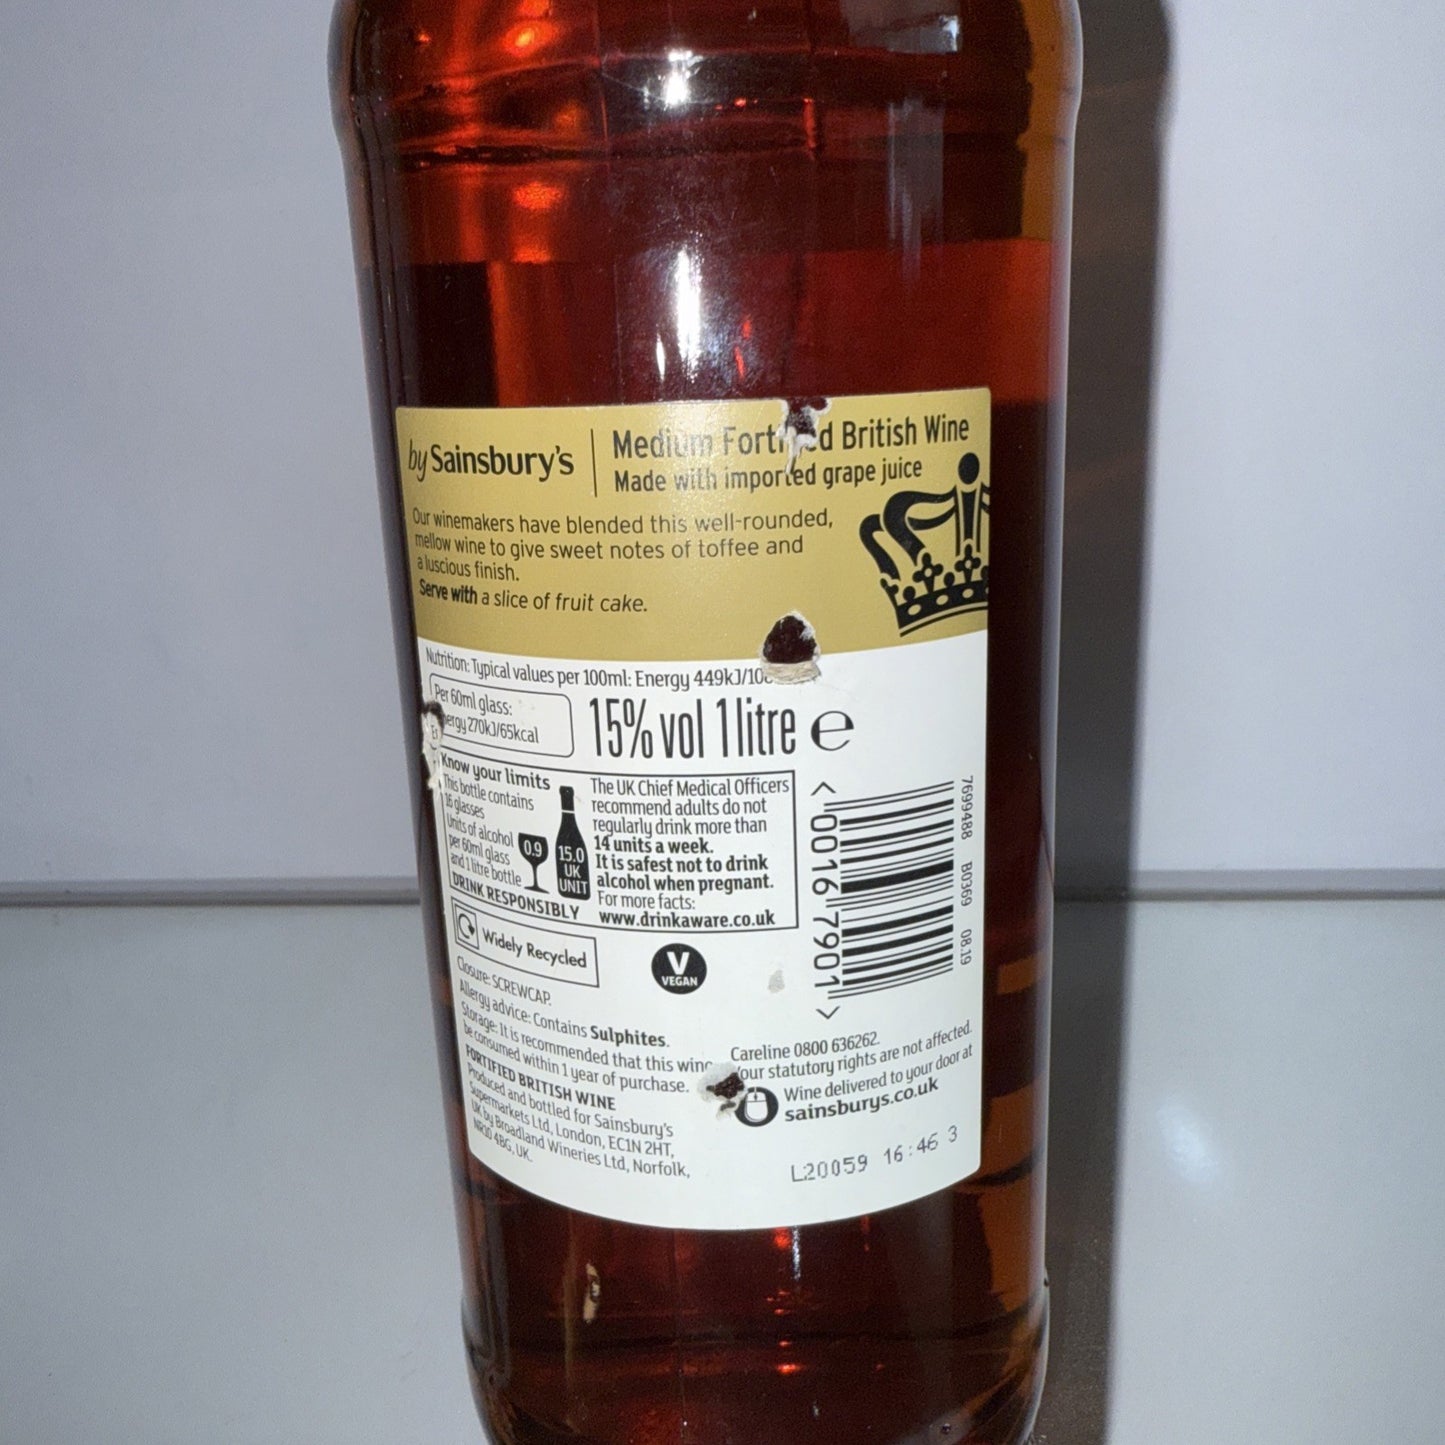 by Sainsbury's
Medium Fortified British Wine
Made with imported grape juice
Our winemakers have blended this well-rounded,
mellow wine to give sweet notes of toffee and
a luscious finish.
Serve with a slice of fruit cake.
Nutrition: Typical values per 100ml: Energy 449kJ/
Per 60ml glass:
Energy 270kJ/65kcal
15% vol 1 litre e
Know your limits
This bottle contains
16 glasses
Units of alcohol
per 60ml glass
and 1 litre bottle
0.9
15.0
UK
UNIT
DRINK RESPONSIBLY
The UK Chief Medical Officers
recommend adults do not
regularly drink more than
14 units a week.
It is safest not to drink
alcohol when pregnant.
For more facts:
www.drinkaware.co.uk
< 0016 7901 >
7699488 B0369 08.19
Widely Recycled
V
VEGAN
Closure: SCREWCAP.
Allergy advice: Contains Sulphites.
Storage: It is recommended that this wine
be consumed within 1 year of purchase.
FORTIFIED BRITISH WINE
Produced and bottled for Sainsbury's
Supermarkets Ltd, London, EC1N 2HT,
UK by Broadland Wineries Ltd, Norfolk,
NR10 4BG, UK.
Careline 0800 636262.
Your statutory rights are not affected.
Wine delivered to your door at
sainsburys.co.uk
L20059 16:46 3